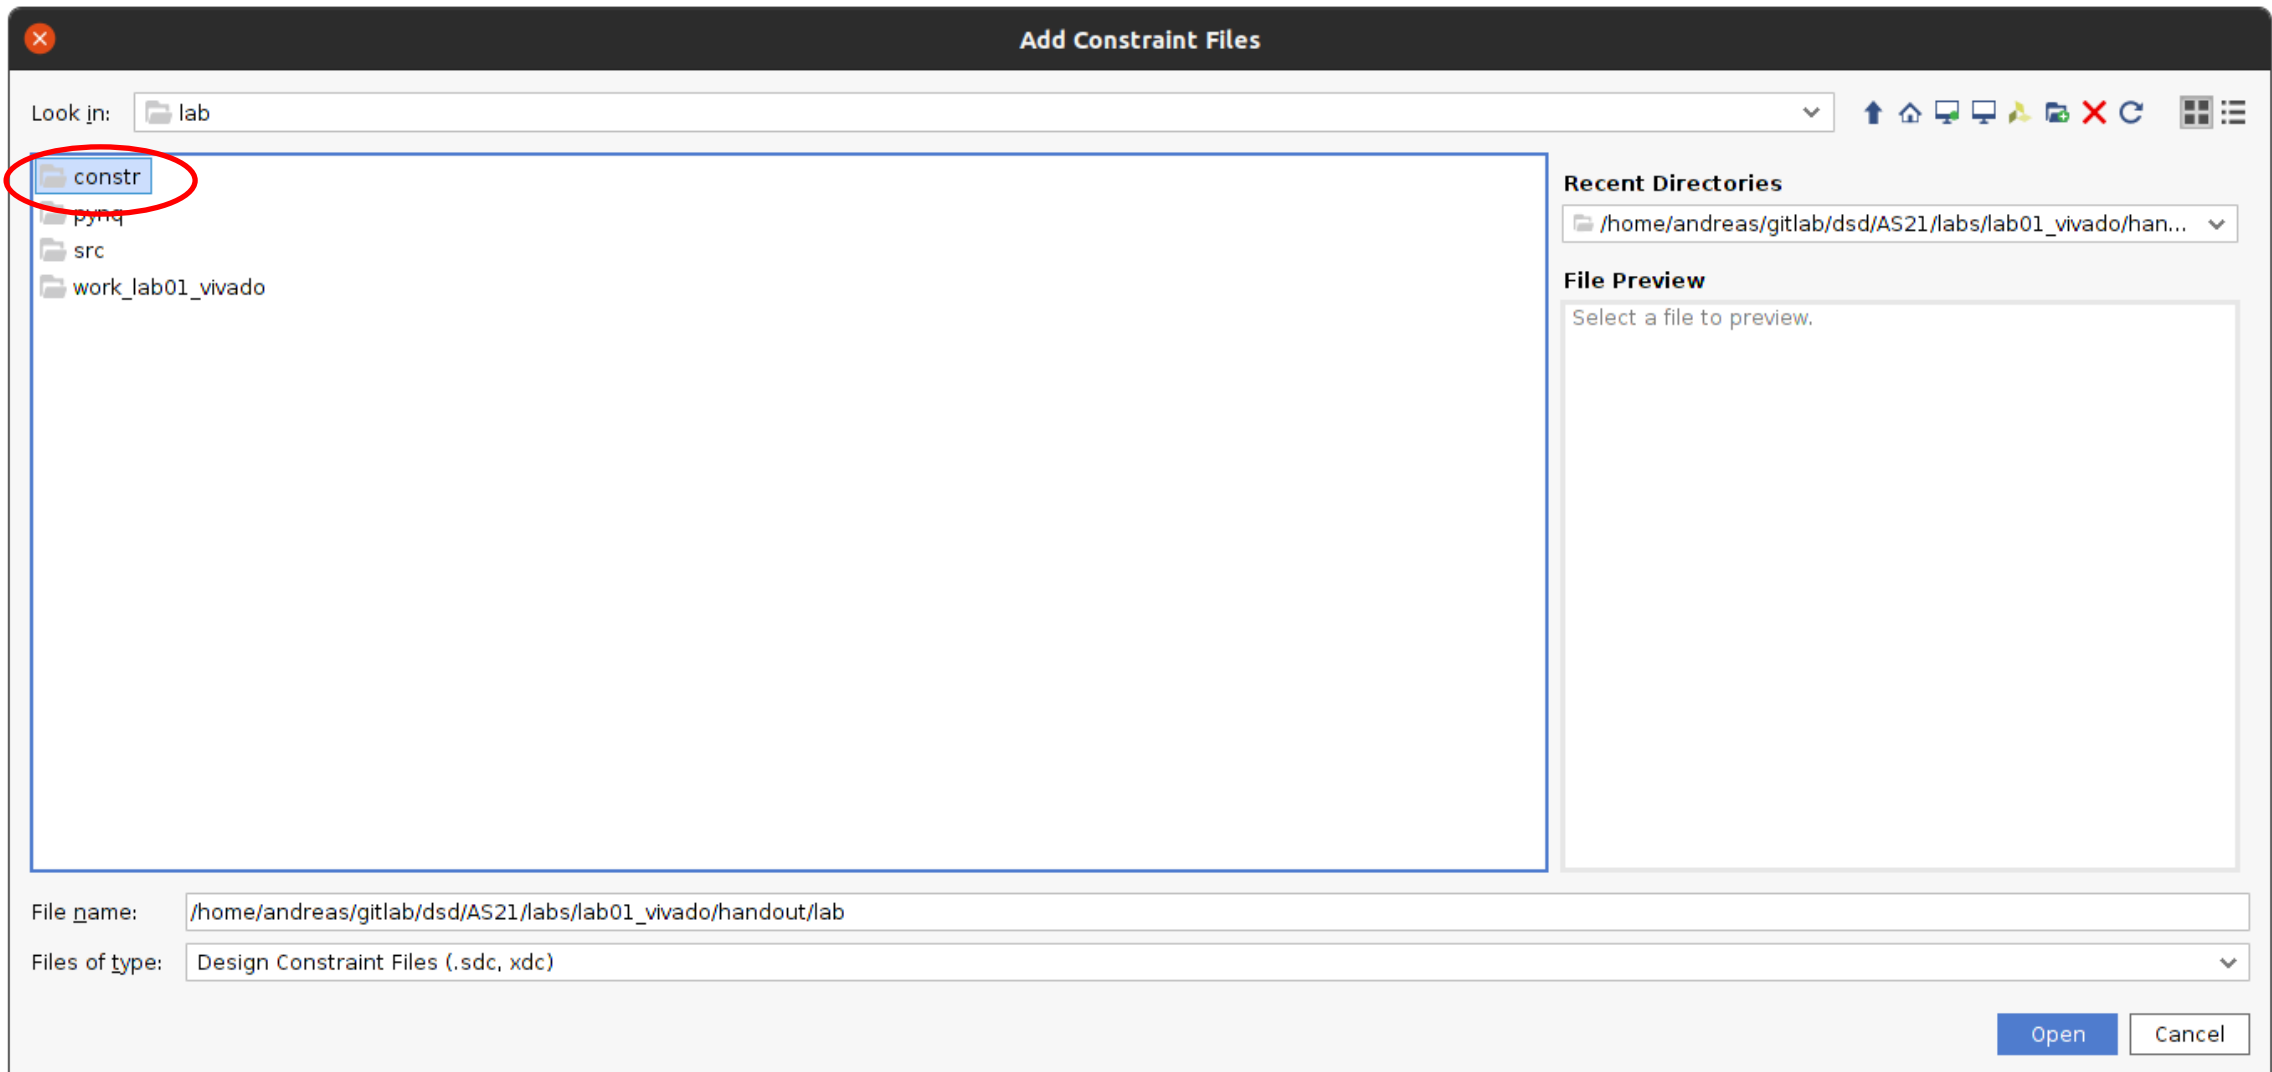 Add Constraint Files
Look in: lab
constr
pynq
src
work_lab01_vivado
Recent Directories
/home/andreas/gitlab/dsd/AS21/labs/lab01_vivado/han...
File Preview
Select a file to preview.
File name: /home/andreas/gitlab/dsd/AS21/labs/lab01_vivado/handout/lab
Files of type: Design Constraint Files (.sdc, xdc)
Open Cancel